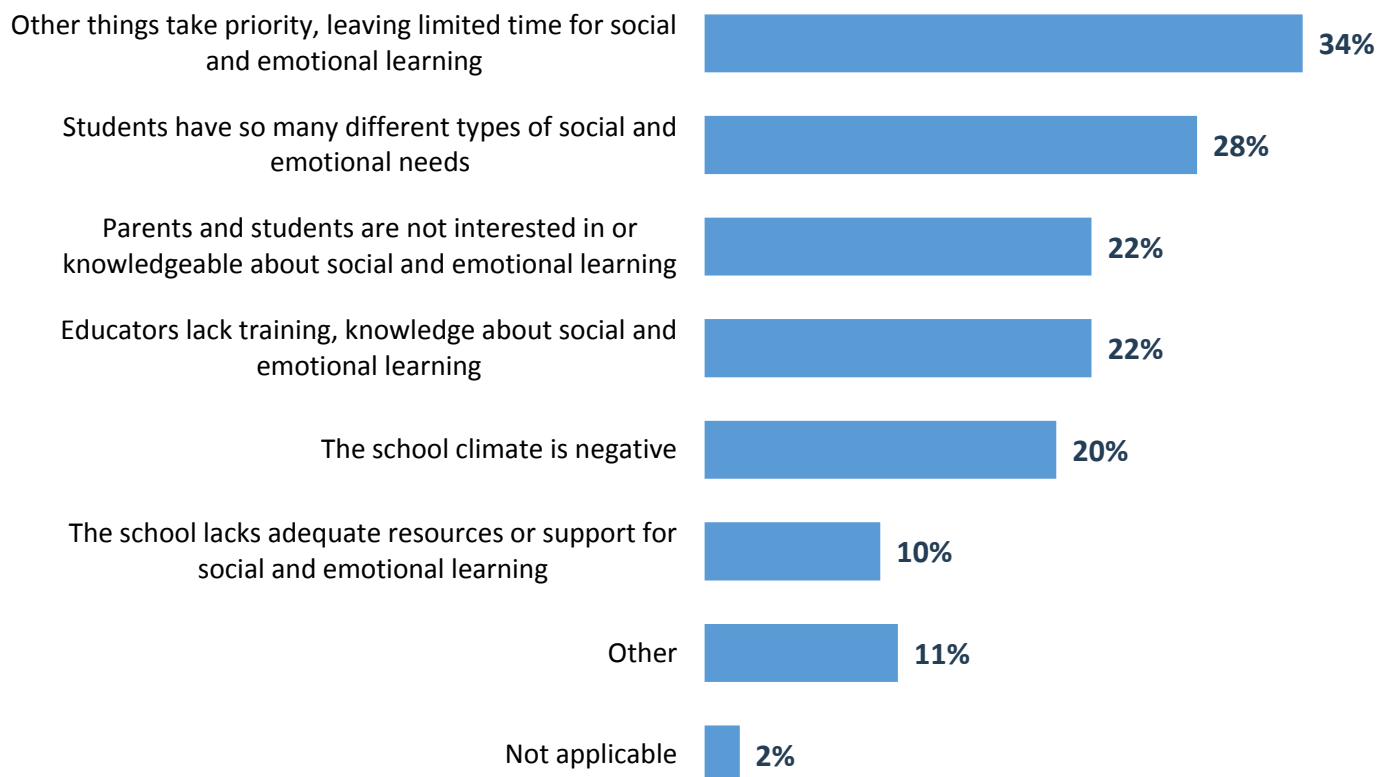 Other things take priority, leaving limited time for social
and emotional learning
34%
Students have so many different types of social and
emotional needs
28%
Parents and students are not interested in or
knowledgeable about social and emotional learning
22%
Educators lack training, knowledge about social and
emotional learning
22%
The school climate is negative
20%
The school lacks adequate resources or support for
social and emotional learning
10%
Other
11%
Not applicable
2%